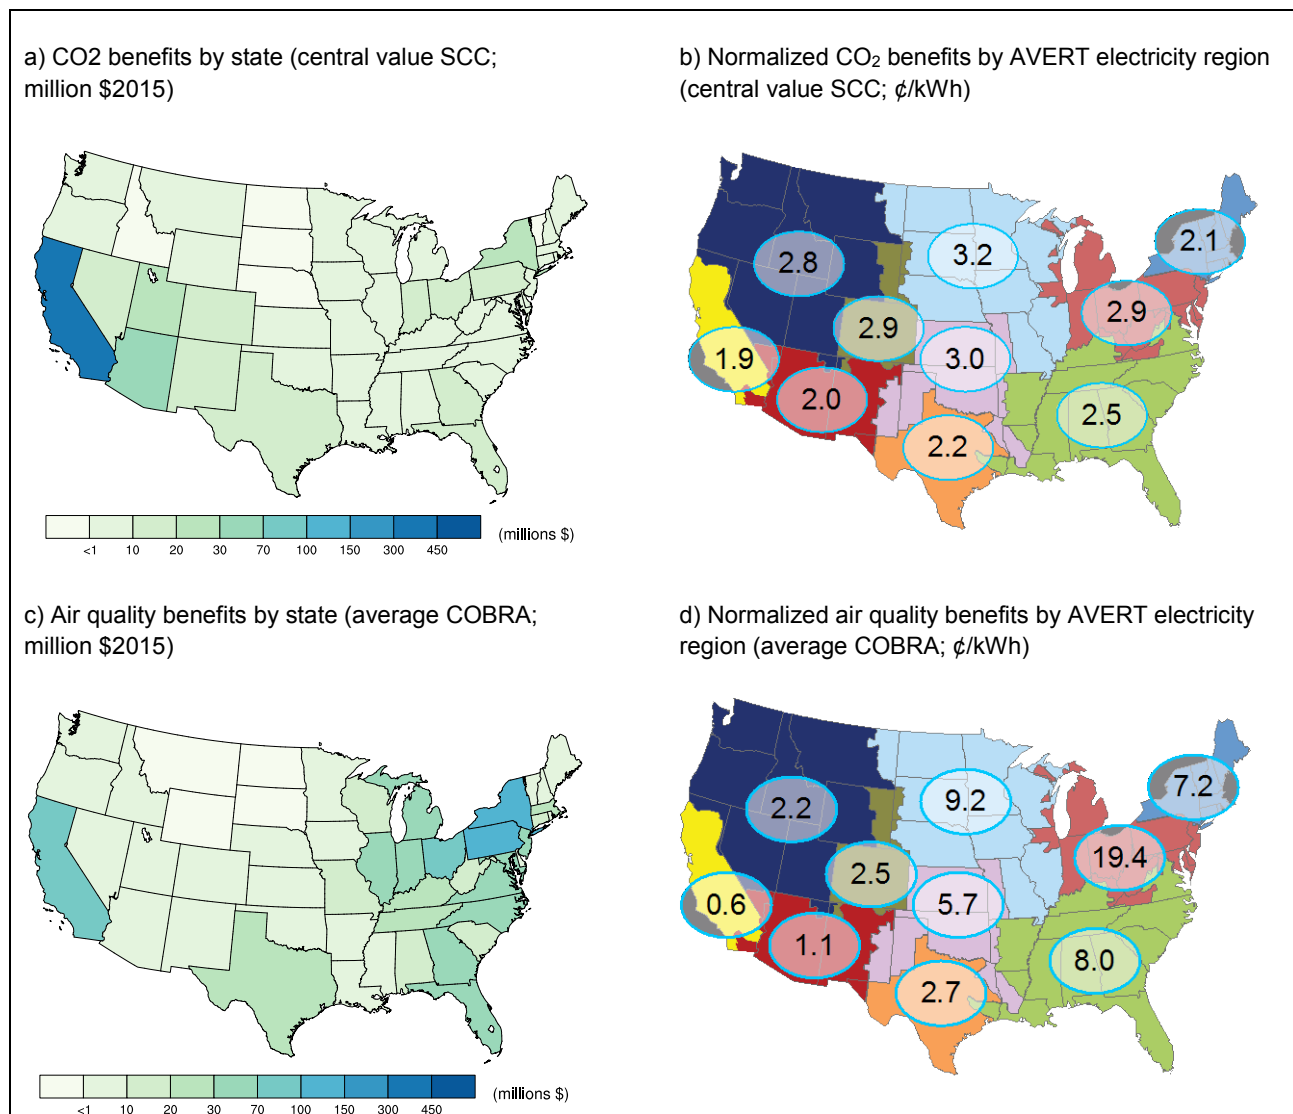 a) CO2 benefits by state (central value SCC;
million $2015)
b) Normalized CO₂ benefits by AVERT electricity region
(central value SCC; ¢/kWh)
<1 10 20 30 70 100 150 300 450 (millions $)
2.8
3.2
2.1
2.9
2.9
1.9
3.0
2.0
2.5
2.2
c) Air quality benefits by state (average COBRA;
million $2015)
d) Normalized air quality benefits by AVERT electricity
region (average COBRA; ¢/kWh)
<1 10 20 30 70 100 150 300 450 (millions $)
2.2
9.2
7.2
2.5
19.4
0.6
5.7
1.1
8.0
2.7